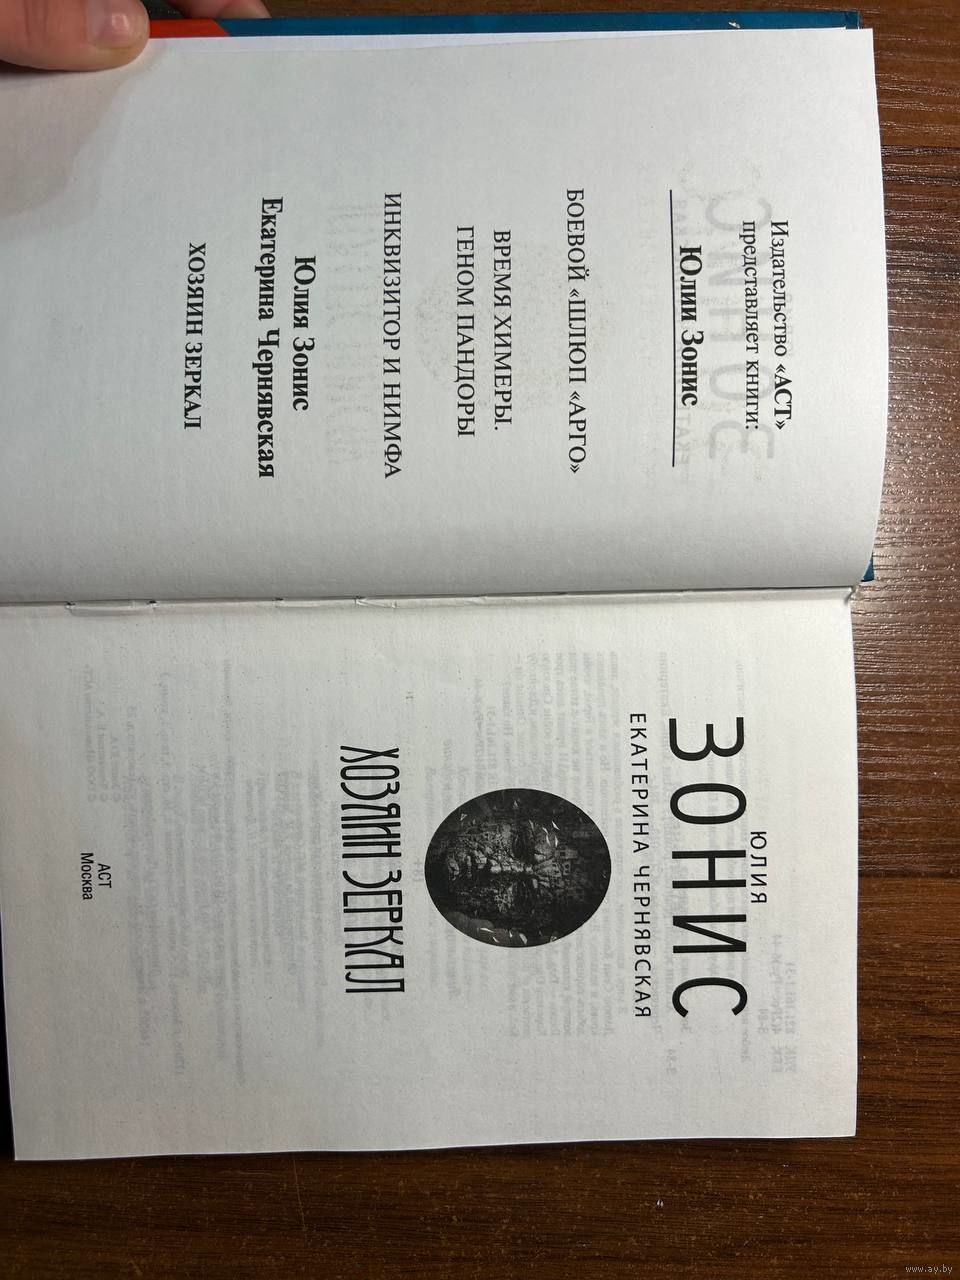 Издательство «АСТ»
представляет книги:
Юлии Зонис
БОЕВОЙ «ШЛЮП «АРГО»
ВРЕМЯ ХИМЕРЫ.
ГЕНОМ ПАНДОРЫ
ИНКВИЗИТОР И НИМФА
Юлия Зонис
Екатерина Чернявская
ХОЗЯИН ЗЕРКАЛ
ЮЛИЯ
ЗОНИС
ЕКАТЕРИНА ЧЕРНЯВСКАЯ
ХОЗЯИН ЗЕРКАЛ
АСТ
Москва
www.ay.by